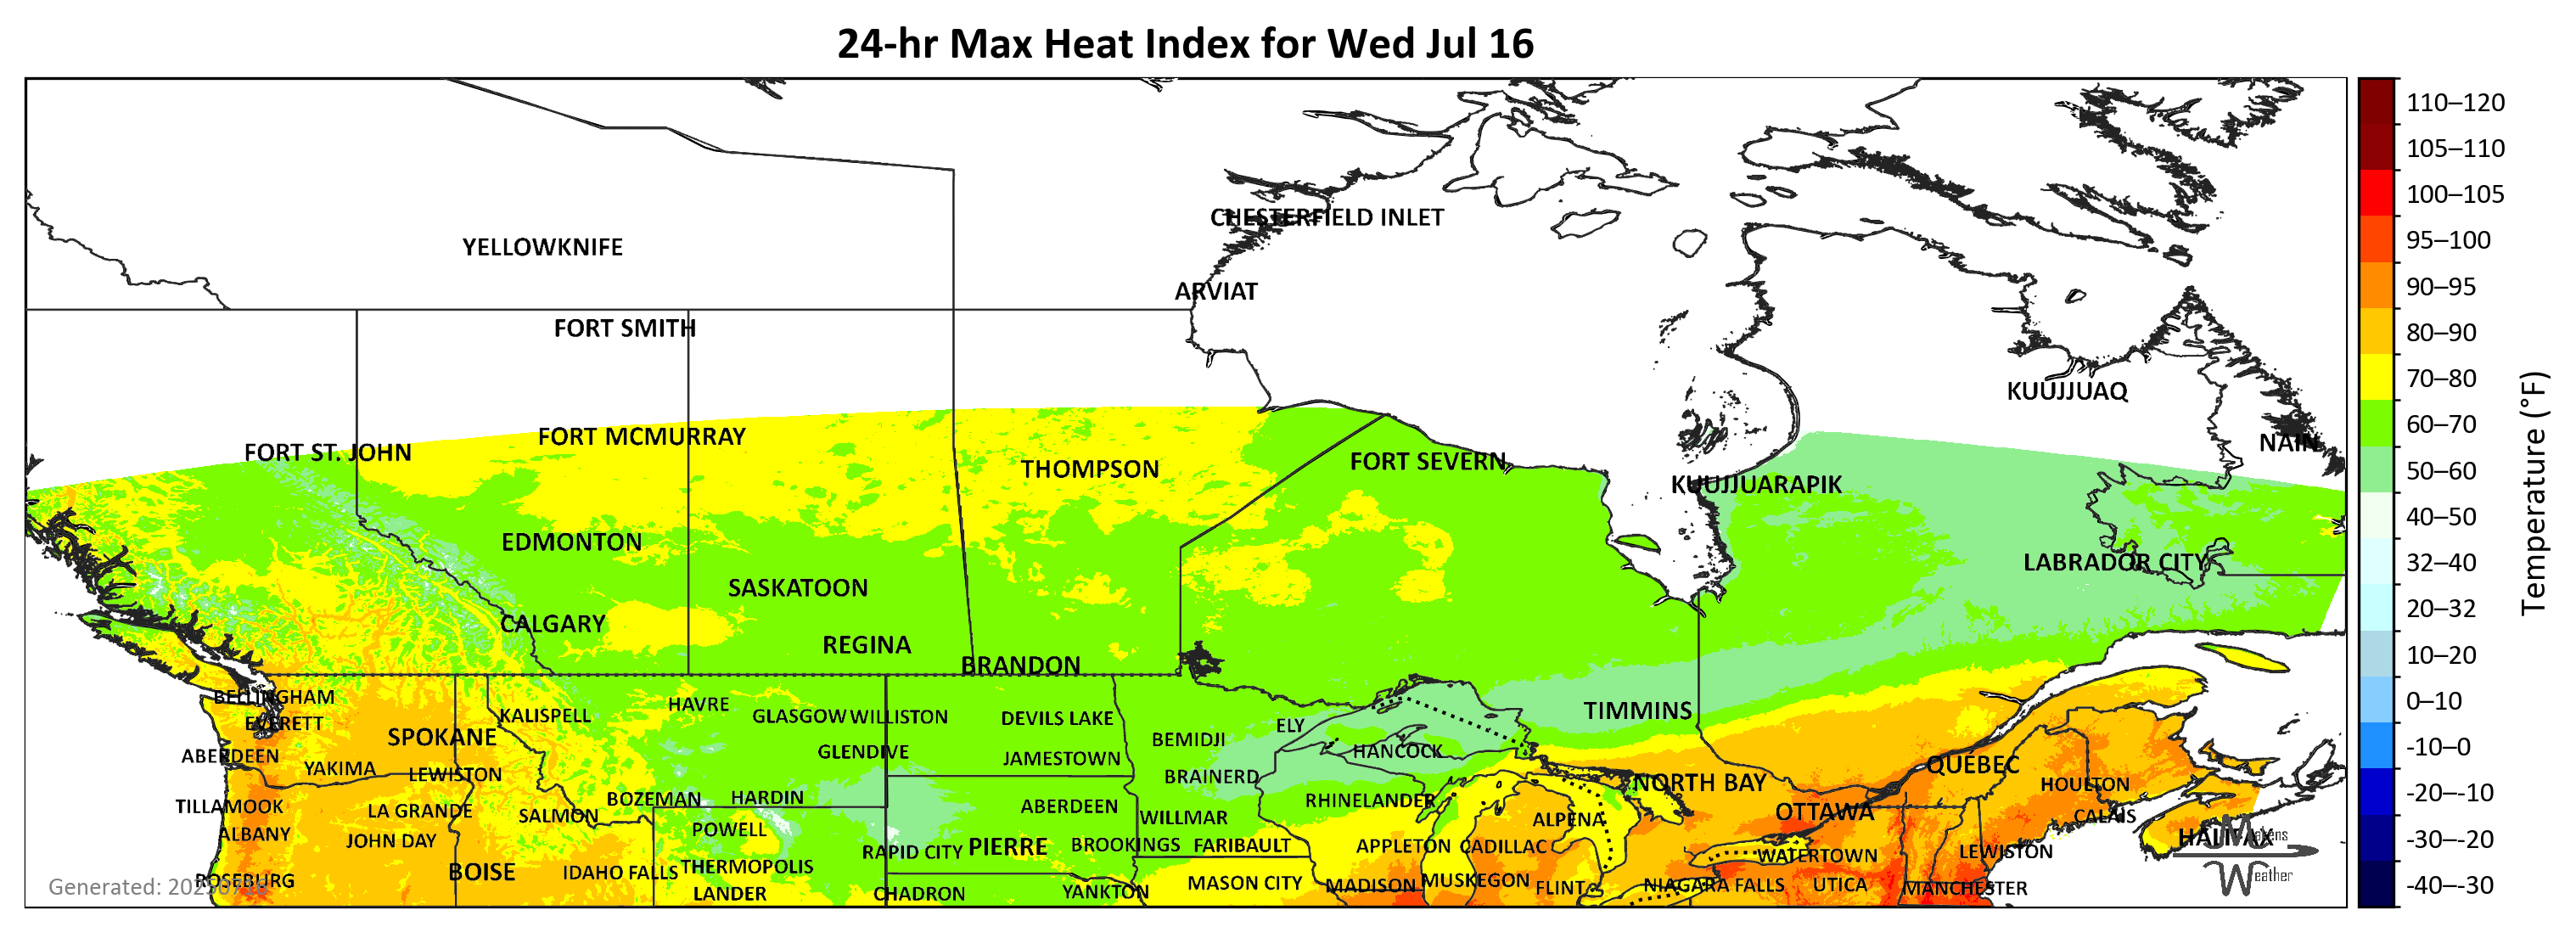 24-hr Max Heat Index for Wed Jul 16
CHESTERFIELD INLET
YELLOWKNIFE
ARVIAT
FORT SMITH
KUUJJUAQ
FORT MCMURRAY
NAIN
FORT ST. JOHN
FORT SEVERN
THOMPSON
KUUJJUARAPIK
EDMONTON
LABRADOR CITY
SASKATOON
CALGARY
REGINA
BRANDON
BELLINGHAM
HAVRE
TIMMINS
KALISPELL
GLASGOW WILLISTON
DEVILS LAKE
EVERETT
ELY
SPOKANE
BEMIDJI
HANCOCK
ABERDEEN
GLENDIVE
JAMESTOWN
QUÉBEC
YAKIMA
LEWISTON
BRAINERD
NORTH BAY
HOULTON
BOZEMAN
HARDIN
RHINELANDER
TILLAMOOK
LA GRANDE
SALMON
ABERDEEN
WILLMAR
ALPENA
OTTAWA
CALAIS
ALBANY
JOHN DAY
POWELL
HALIFAX
RAPID CITY
PIERRE
BROOKINGS
FARIBAULT
APPLETON
CADILLAC
WATERTOWN
LEWISTON
BOISE
IDAHO FALLS
THERMOPOLIS
ROSEBURG
MASON CITY
MADISON
MUSKEGON
FLINT
NIAGARA FALLS
UTICA
MANCHESTER
LANDER
CHADRON
YANKTON
Weather
110–120
105–110
100–105
95–100
90–95
80–90
70–80
60–70
50–60
40–50
32–40
20–32
10–20
0–10
-10–0
-20–-10
-30–-20
-40–-30
Temperature (°F)